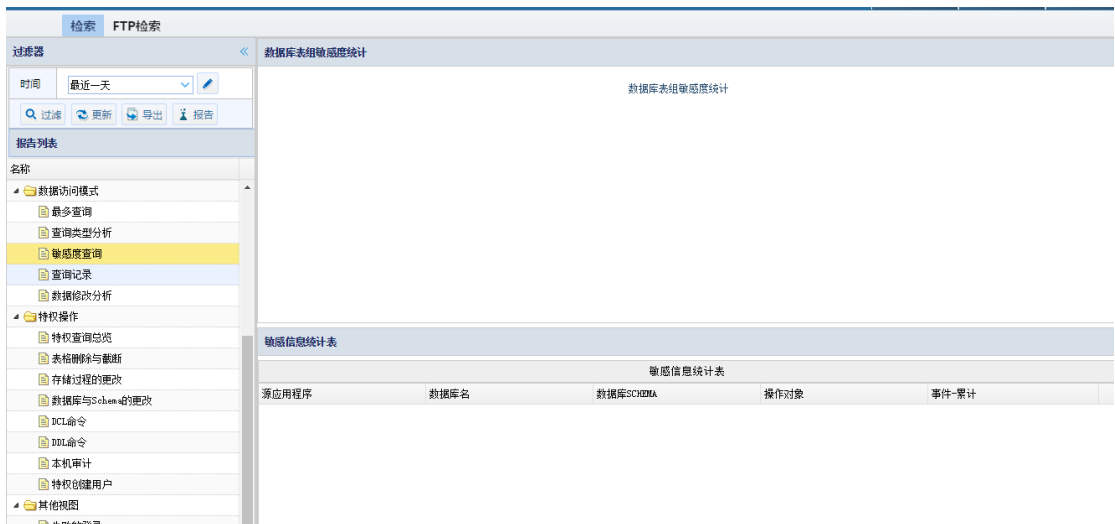 检索 FTP检索
过滤器
时间 最近一天
过滤 更新 导出 报告
报告列表
名称
数据访问模式
最多查询
查询类型分析
敏感度查询
查询记录
数据修改分析
特权操作
特权查询总览
表格删除与截断
存储过程的更改
数据库与Schema的更改
DCL命令
DDL命令
本机审计
特权创建用户
其他视图
数据库表组敏感度统计
数据库表组敏感度统计
敏感信息统计表
敏感信息统计表
源应用程序 数据库名 数据库SCHEMA 操作对象 事件-累计